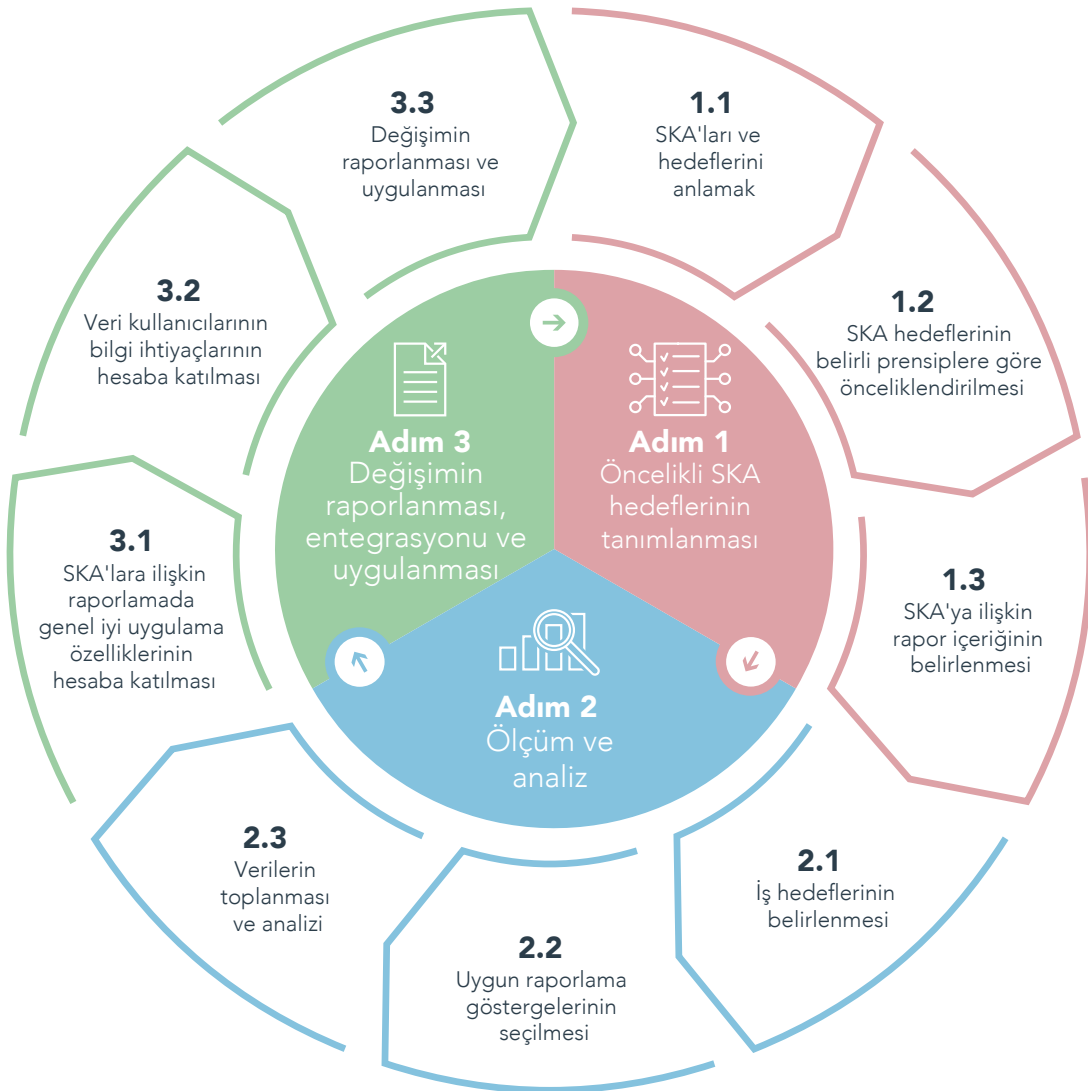 1.1
SKA'ları ve
hedeflerini
anlamak
1.2
SKA hedeflerinin
belirli prensiplere göre
önceliklendirilmesi
1.3
SKA'ya ilişkin
rapor içeriğinin
belirlenmesi
2.1
İş hedeflerinin
belirlenmesi
2.2
Uygun raporlama
göstergelerinin
seçilmesi
2.3
Verilerin
toplanması
ve analizi
3.1
SKA'lara ilişkin
raporlamada
genel iyi uygulama
özelliklerinin
hesaba katılması
3.2
Veri kullanıcılarının
bilgi ihtiyaçlarının
hesaba katılması
3.3
Değişimin
raporlanması ve
uygulanması
Adım 1
Öncelikli SKA
hedeflerinin
tanımlanması
Adım 2
Ölçüm ve
analiz
Adım 3
Değişimin
raporlanması,
entegrasyonu ve
uygulanması